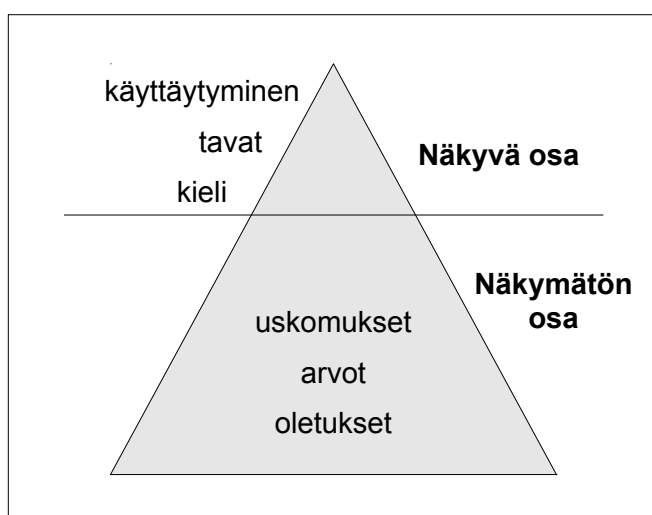 käyttäytyminen
tavat
Näkyvä osa
kieli
Näkymätön
osa
uskomukset
arvot
oletukset